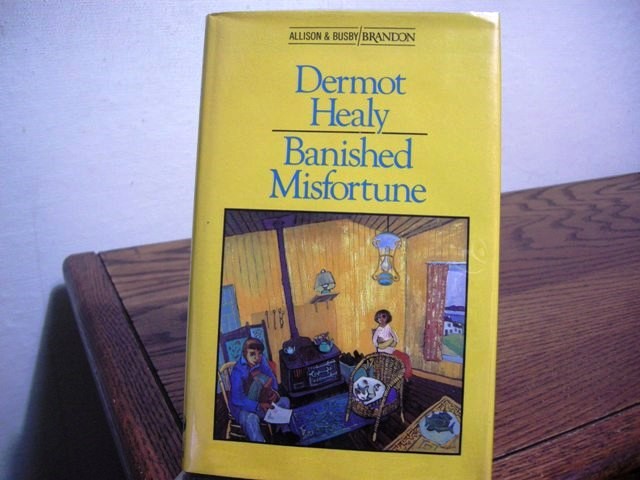 ALLISON & BUSBY/BRANDON
Dermot
Healy
Banished
Misfortune